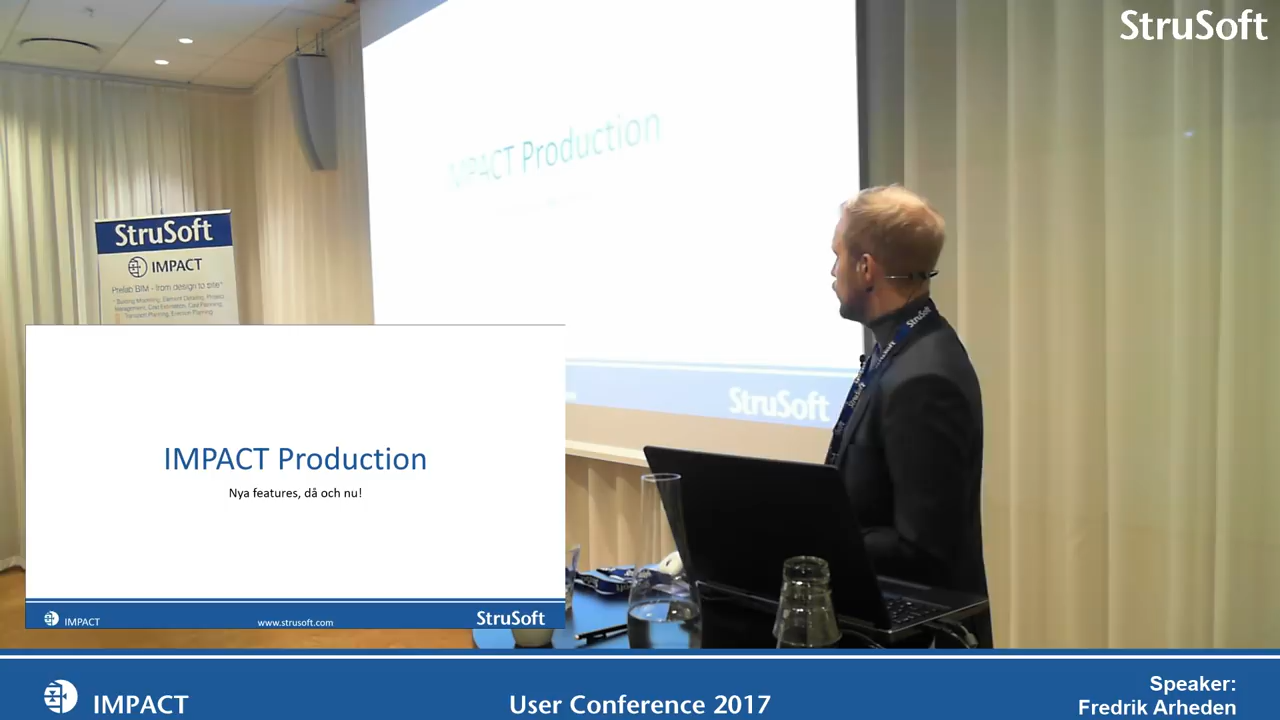 StruSoft
IMPACT Production
StruSoft
IMPACT
Prefab BIM - from design to site"
StruSoft
StruSoft
IMPACT Production
Nya features, då och nu!
IMPACT
www.strusoft.com
StruSoft
IMPACT
User Conference 2017
Speaker:
Fredrik Arheden